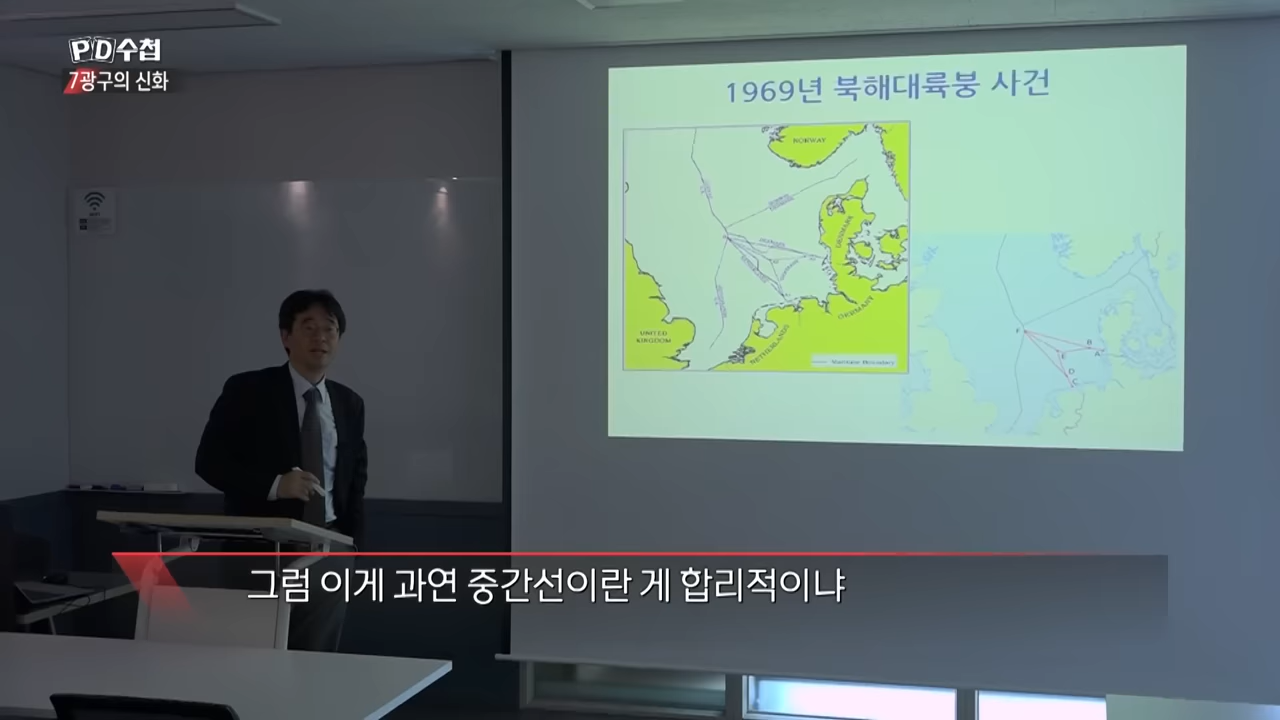 PD수첩
7광구의 신화
1969년 북해대륙붕 사건
NORWAY
DENMARK
UNITED
KINGDOM
NETHERLANDS
GERMANY
Maritime Boundary
F
B
A
E
D
C
그럼 이게 과연 중간선이란 게 합리적이냐